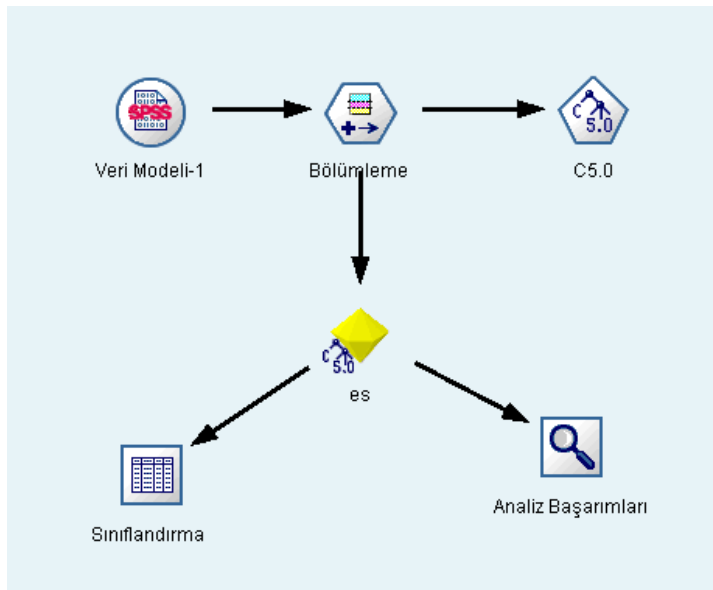 SPSS
C 5.0
Veri Modeli-1
Bölümleme
C5.0
C 5.0
es
Sınıflandırma
Analiz Başarımları